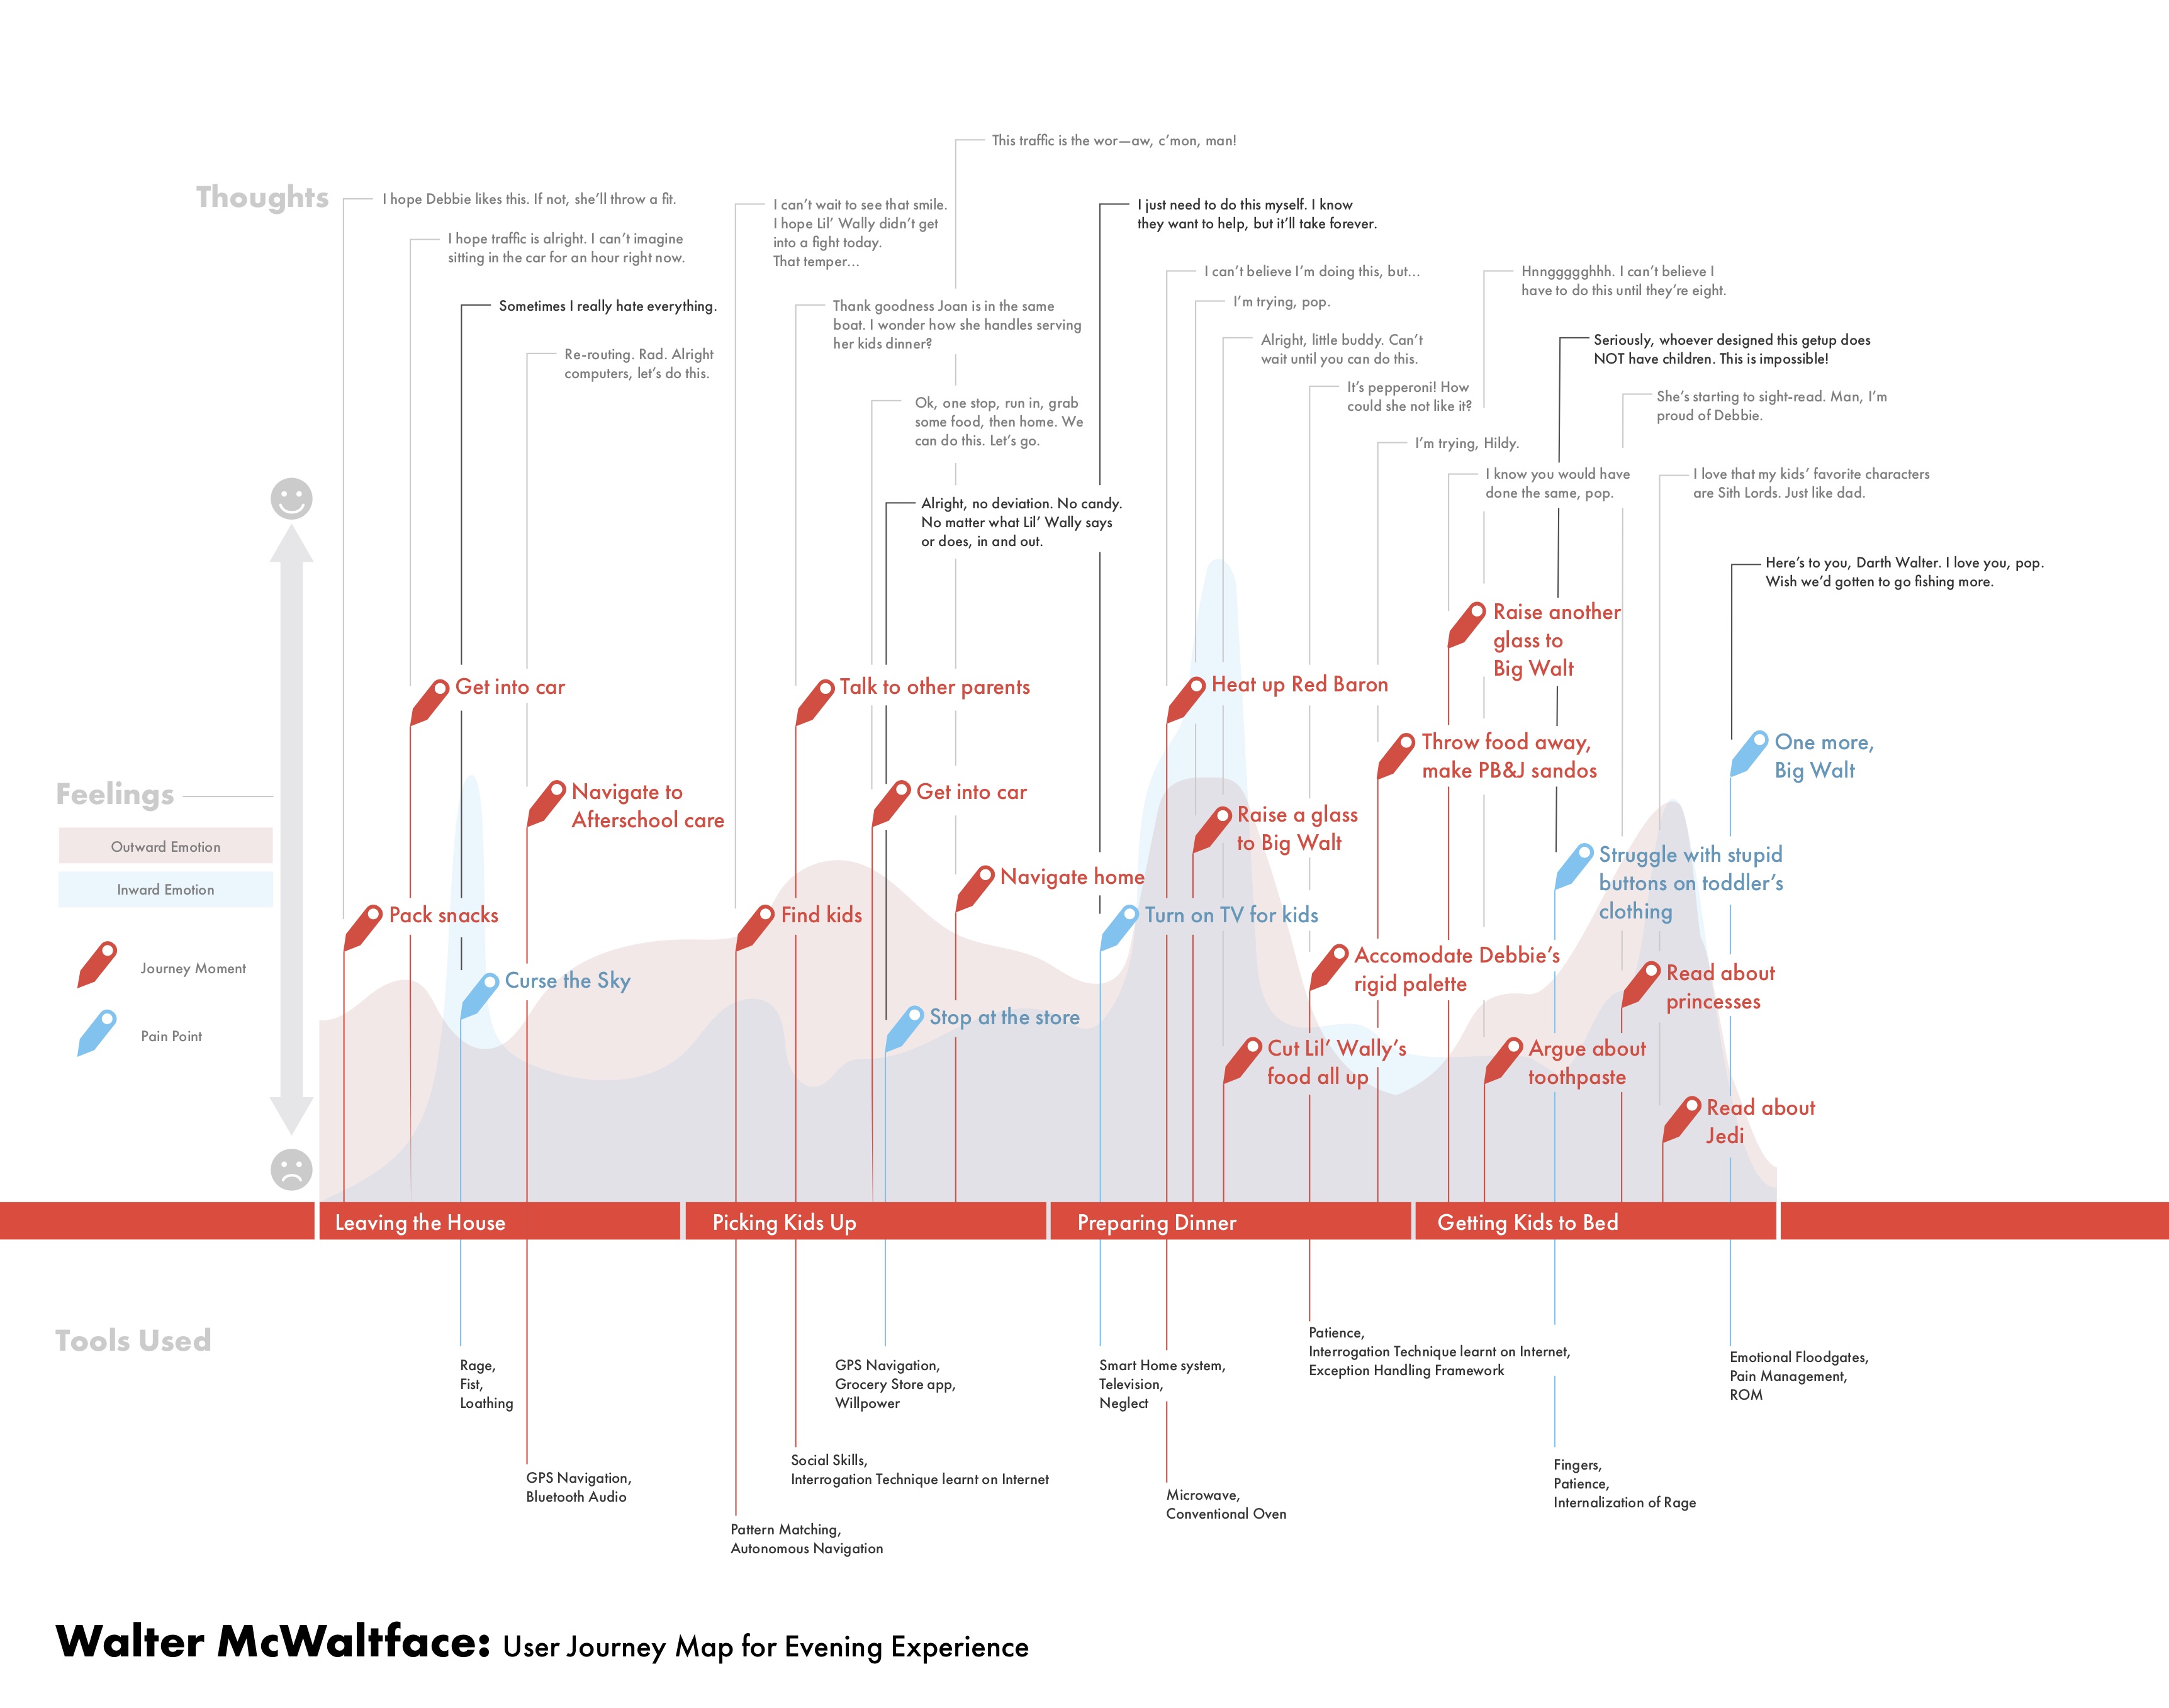 This traffic is the wor—aw, c'mon, man!
Thoughts
I hope Debbie likes this. If not, she'll throw a fit.
I hope traffic is alright. I can't imagine
sitting in the car for an hour right now.
Sometimes I really hate everything.
Re-routing. Rad. Alright
computers, let's do this.
I can't wait to see that smile.
I hope Lil' Wally didn't get
into a fight today.
That temper...
Thank goodness Joan is in the same
boat. I wonder how she handles serving
her kids dinner?
Ok, one stop, run in, grab
some food, then home. We
can do this. Let's go.
Alright, no deviation. No candy.
No matter what Lil' Wally says
or does, in and out.
I just need to do this myself. I know
they want to help, but it'll take forever.
I can't believe I'm doing this, but...
I'm trying, pop.
Alright, little buddy. Can't
wait until you can do this.
It's pepperoni! How
could she not like it?
I'm trying, Hildy.
I know you would have
done the same, pop.
Hnnggggghhh. I can't believe I
have to do this until they're eight.
Seriously, whoever designed this getup does
NOT have children. This is impossible!
She's starting to sight-read. Man, I'm
proud of Debbie.
I love that my kids' favorite characters
are Sith Lords. Just like dad.
Here's to you, Darth Walter. I love you, pop.
Wish we'd gotten to go fishing more.
Feelings
Outward Emotion
Inward Emotion
Journey Moment
Pain Point
Pack snacks
Get into car
Curse the Sky
Navigate to
Afterschool care
Find kids
Talk to other parents
Get into car
Stop at the store
Navigate home
Turn on TV for kids
Heat up Red Baron
Raise a glass
to Big Walt
Cut Lil' Wally's
food all up
Accomodate Debbie's
rigid palette
Throw food away,
make PB&J sandos
Raise another
glass to
Big Walt
Argue about
toothpaste
Struggle with stupid
buttons on toddler's
clothing
Read about
princesses
Read about
Jedi
One more,
Big Walt
Leaving the House
Picking Kids Up
Preparing Dinner
Getting Kids to Bed
Tools Used
Rage,
Fist,
Loathing
GPS Navigation,
Bluetooth Audio
Pattern Matching,
Autonomous Navigation
Social Skills,
Interrogation Technique learnt on Internet
GPS Navigation,
Grocery Store app,
Willpower
Smart Home system,
Television,
Neglect
Microwave,
Conventional Oven
Patience,
Interrogation Technique learnt on Internet,
Exception Handling Framework
Fingers,
Patience,
Internalization of Rage
Emotional Floodgates,
Pain Management,
ROM
Walter McWaltface: User Journey Map for Evening Experience